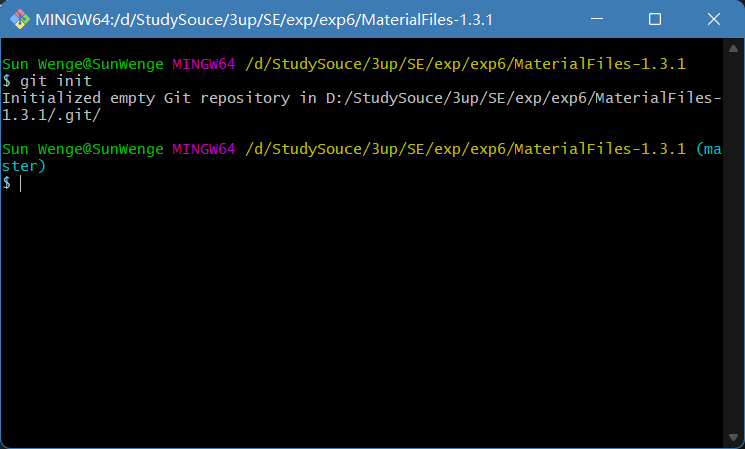 MINGW64:/d/StudySouce/3up/SE/exp/exp6/MaterialFiles-1.3.1
Sun Wenge@SunWenge MINGW64 /d/StudySouce/3up/SE/exp/exp6/MaterialFiles-1.3.1
$ git init
Initialized empty Git repository in D:/StudySouce/3up/SE/exp/exp6/MaterialFiles-
1.3.1/.git/
Sun Wenge@SunWenge MINGW64 /d/StudySouce/3up/SE/exp/exp6/MaterialFiles-1.3.1 (ma
ster)
$